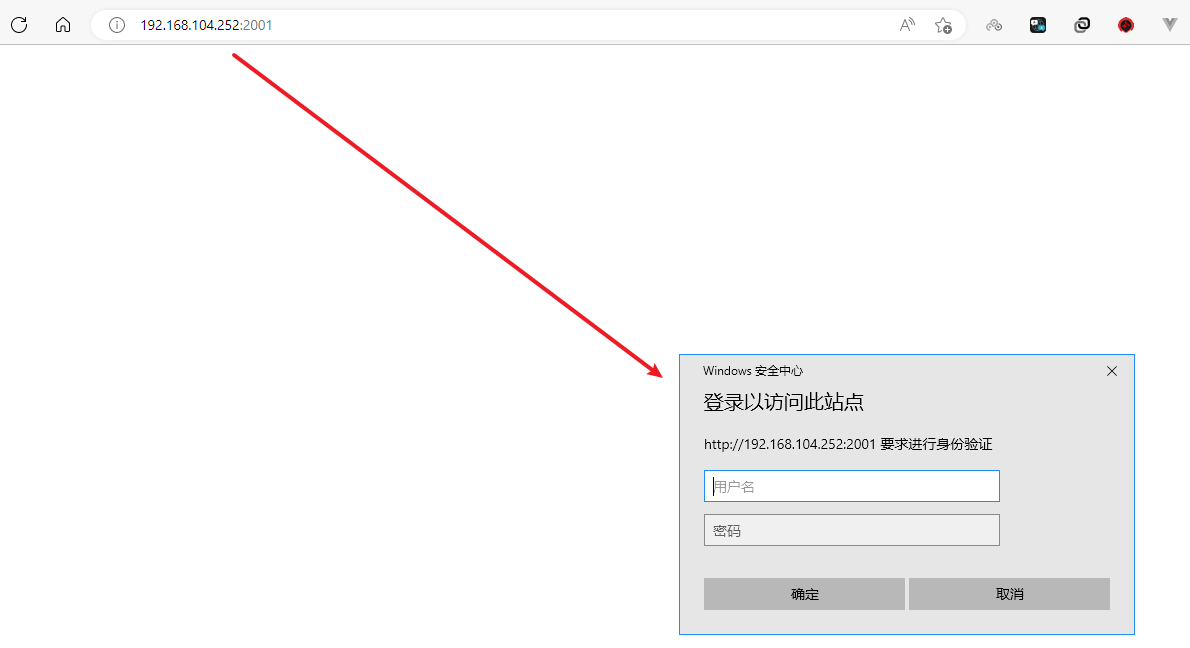 192.168.104.252:2001
Windows 安全中心
登录以访问此站点
http://192.168.104.252:2001 要求进行身份验证
用户名
密码
确定 取消